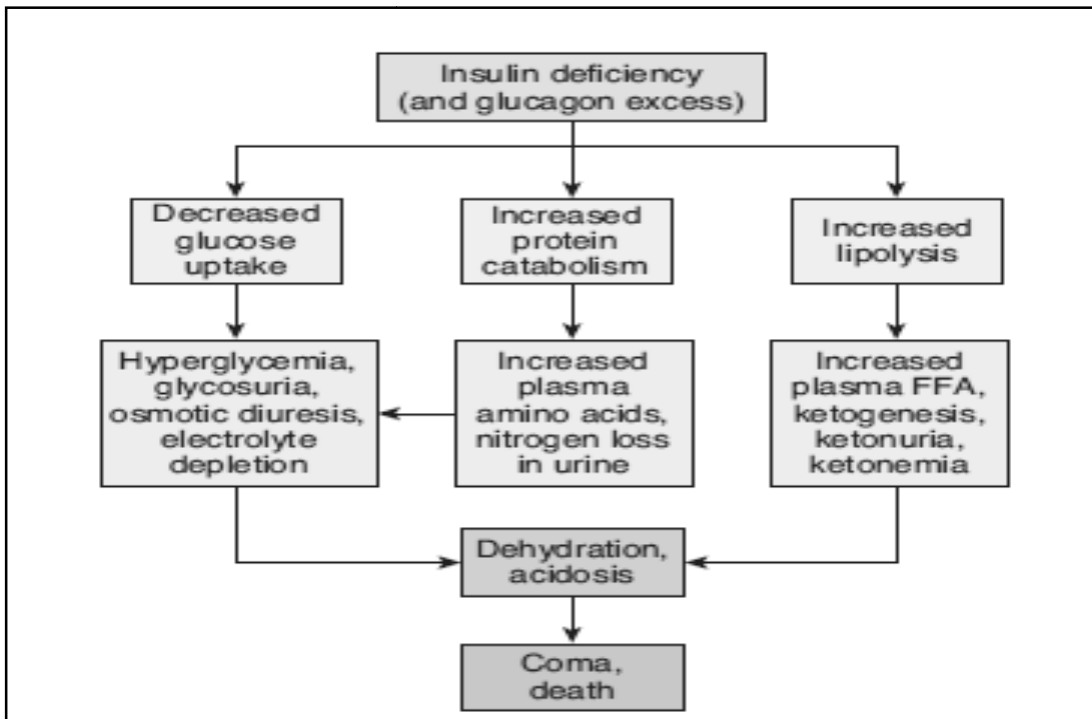 Insulin deficiency
(and glucagon excess)
Decreased
glucose
uptake
Increased
protein
catabolism
Increased
lipolysis
Hyperglycemia,
glycosuria,
osmotic diuresis,
electrolyte
depletion
Increased
plasma
amino acids,
nitrogen loss
in urine
Increased
plasma FFA,
ketogenesis,
ketonuria,
ketonemia
Dehydration,
acidosis
Coma,
death